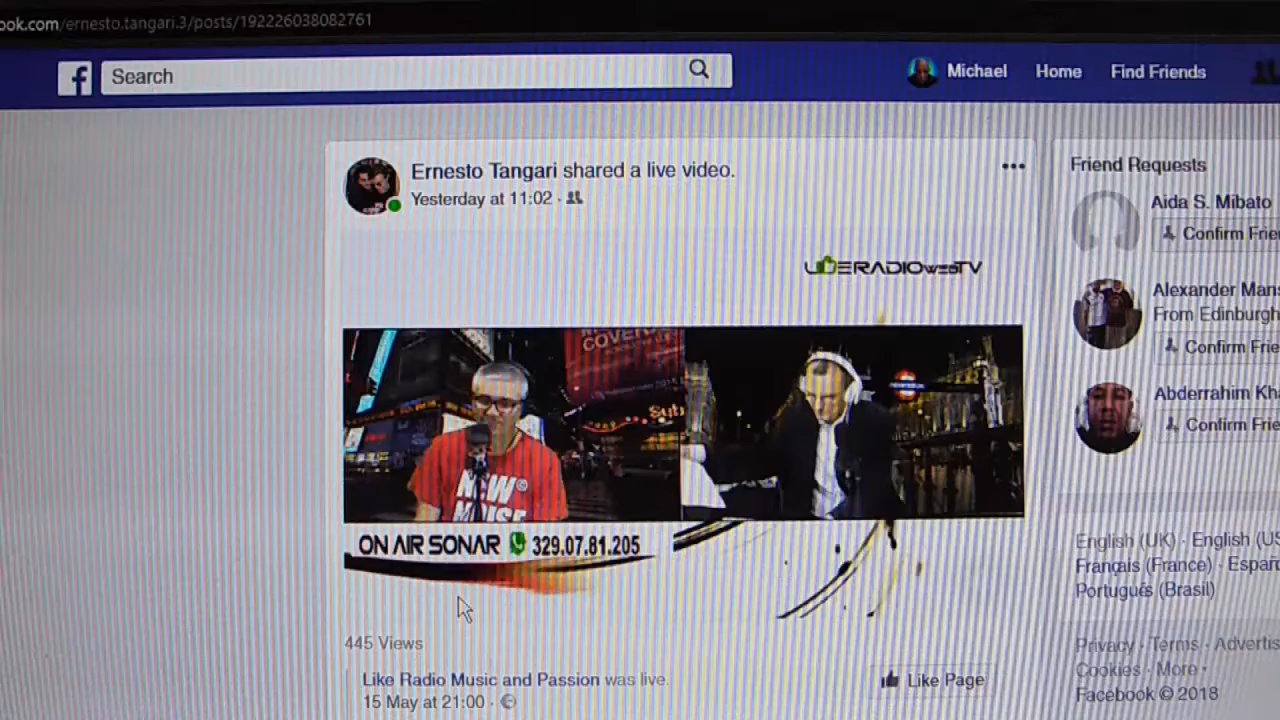 ook.com/ernesto.tangari.3/posts/192226038082761
f Search
Michael Home Find Friends
Ernesto Tangari shared a live video.
Yesterday at 11:02 ·
Friend Requests
Aida S. Mibato
Confirm Frie
Alexander Mans
From Edinburgh
Confirm Frie
Abderrahim Kh
Confirm Frie
COVER
NEW©
ON AIR SONAR 329.07.81.205
English (UK) · English (US
Français (France) · Españ
Português (Brasil)
445 Views
Like Radio Music and Passion was live.
15 May at 21:00 ·
Like Page
Privacy · Terms · Advertis
Cookies · More
Facebook © 2018